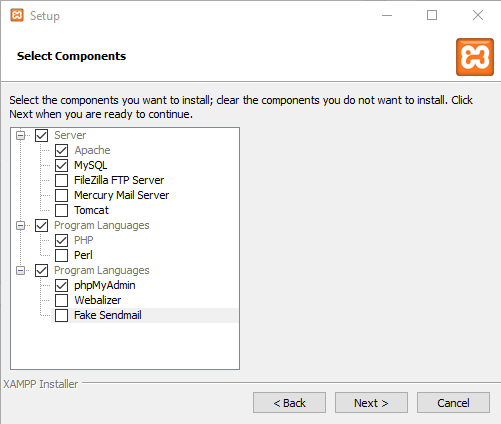 Setup
Select Components
Select the components you want to install; clear the components you do not want to install. Click
Next when you are ready to continue.
Server
Apache
MySQL
FileZilla FTP Server
Mercury Mail Server
Tomcat
Program Languages
PHP
Perl
Program Languages
phpMyAdmin
Webalizer
Fake Sendmail
XAMPP Installer
< Back
Next >
Cancel